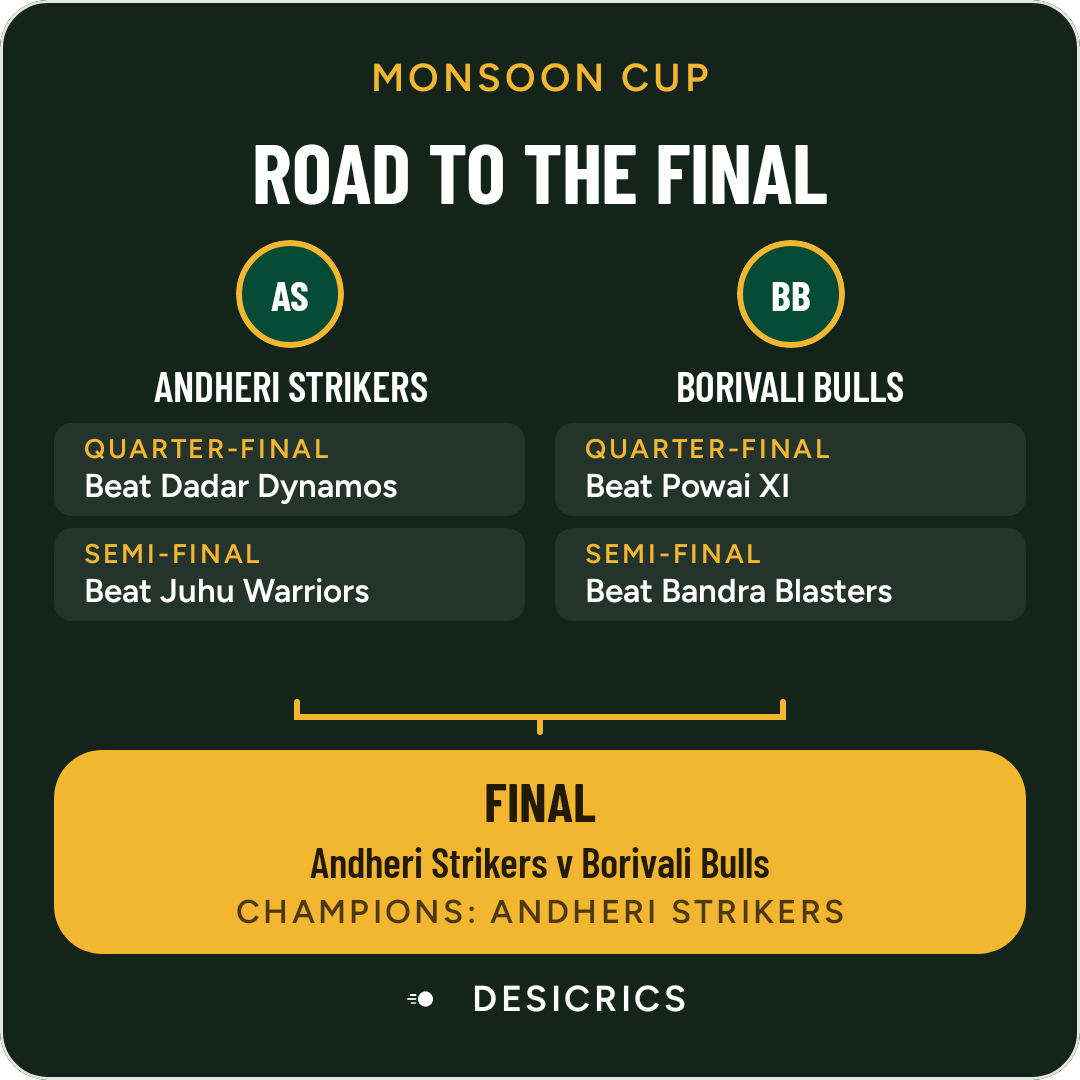 MONSOON CUP
ROAD TO THE FINAL
AS
ANDHERI STRIKERS
QUARTER-FINAL
Beat Dadar Dynamos
SEMI-FINAL
Beat Juhu Warriors
BB
BORIVALI BULLS
QUARTER-FINAL
Beat Powai XI
SEMI-FINAL
Beat Bandra Blasters
FINAL
Andheri Strikers v Borivali Bulls
CHAMPIONS: ANDHERI STRIKERS
DESICRICS